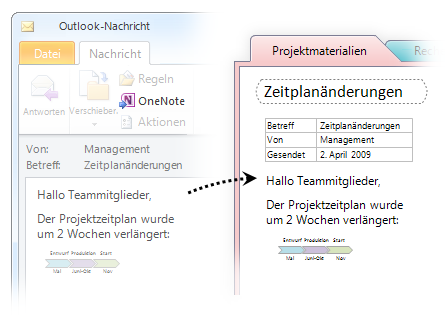 Outlook-Nachricht
Datei Nachricht
Antworten
Verschieber.
Regeln
OneNote
Aktionen
Von: Management
Betreff: Zeitplanänderungen
Hallo Teammitglieder,
Der Projektzeitplan wurde
um 2 Wochen verlängert:
Entwurf Produktion Start
Mai Juni-Okt Nov
Projektmaterialien
Rec
Zeitplanänderungen
Betreff Zeitplanänderungen
Von Management
Gesendet 2. April 2009
Hallo Teammitglieder,
Der Projektzeitplan wurde
um 2 Wochen verlängert:
Entwurf Produktion Start
Mai Juni-Okt Nov